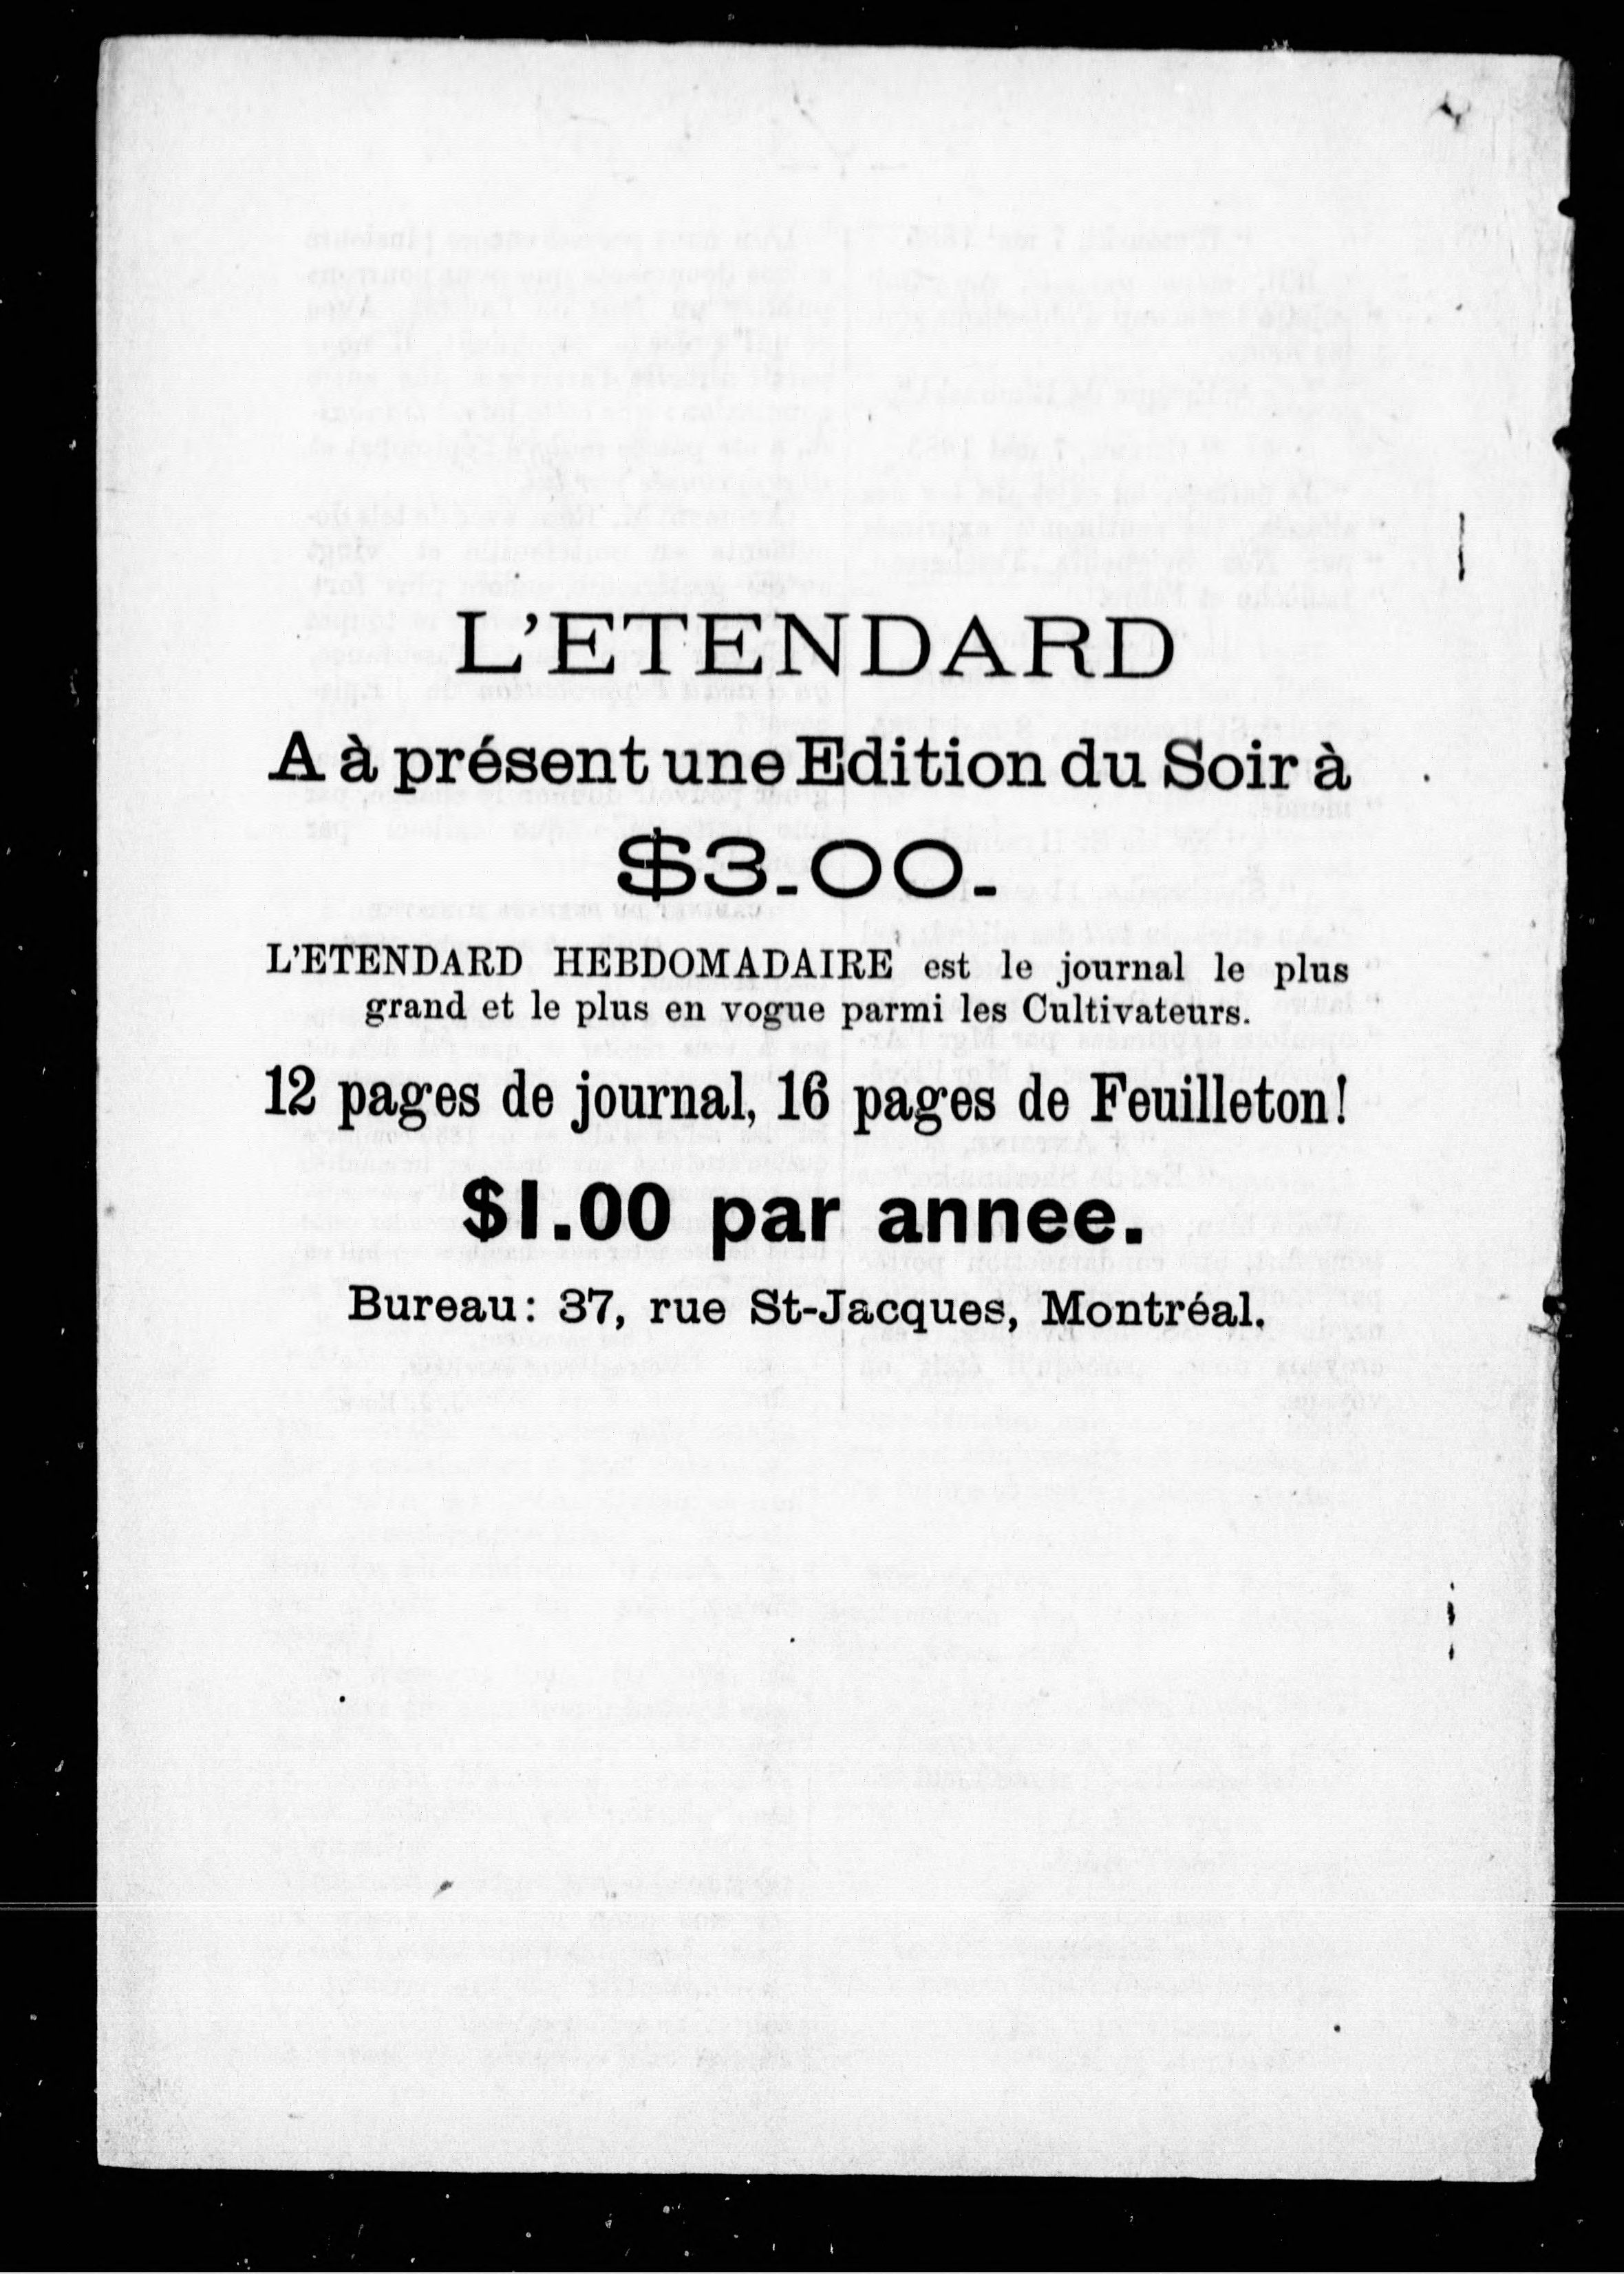 L'ETENDARD
A à présent une Edition du Soir à
$3.00.
L'ETENDARD HEBDOMADAIRE est le journal le plus
grand et le plus en vogue parmi les Cultivateurs.
12 pages de journal, 16 pages de Feuilleton!
$1.00 par annee.
Bureau: 37, rue St-Jacques, Montréal.